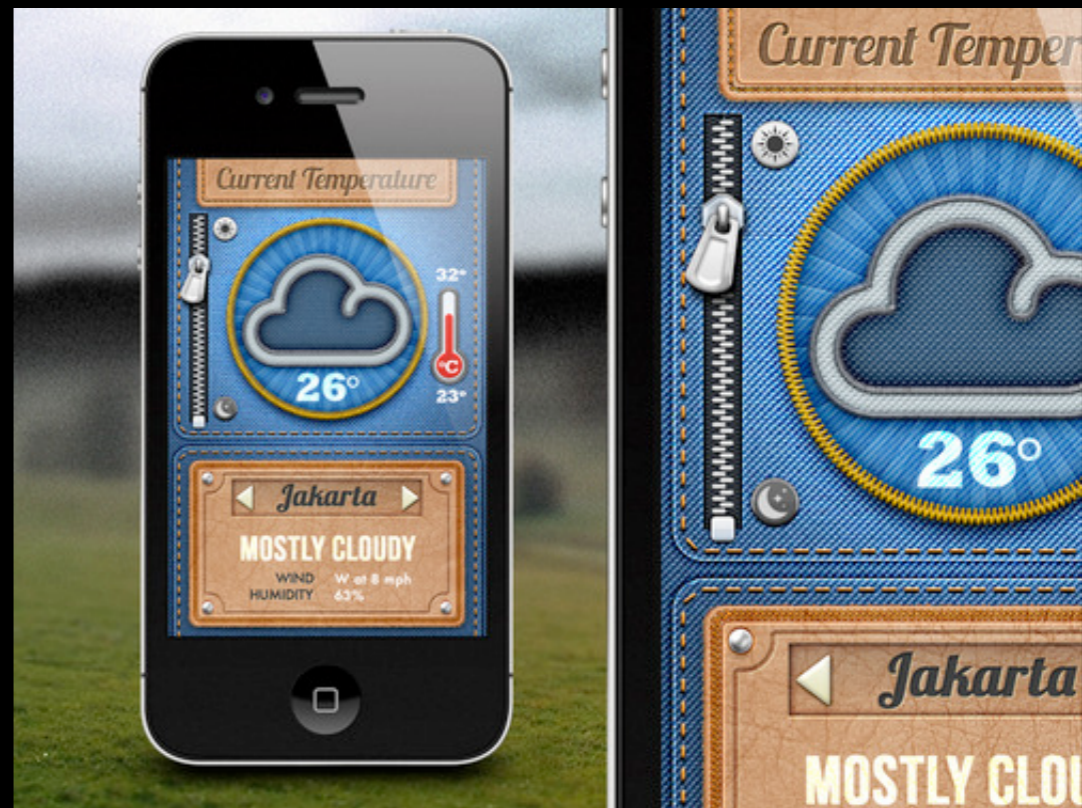 Current Temperature
32°
°C
26°
23°
Jakarta
MOSTLY CLOUDY
WIND W at 8 mph
HUMIDITY 63%
Current Temper
26°
Jakarta
MOSTLY CLOU